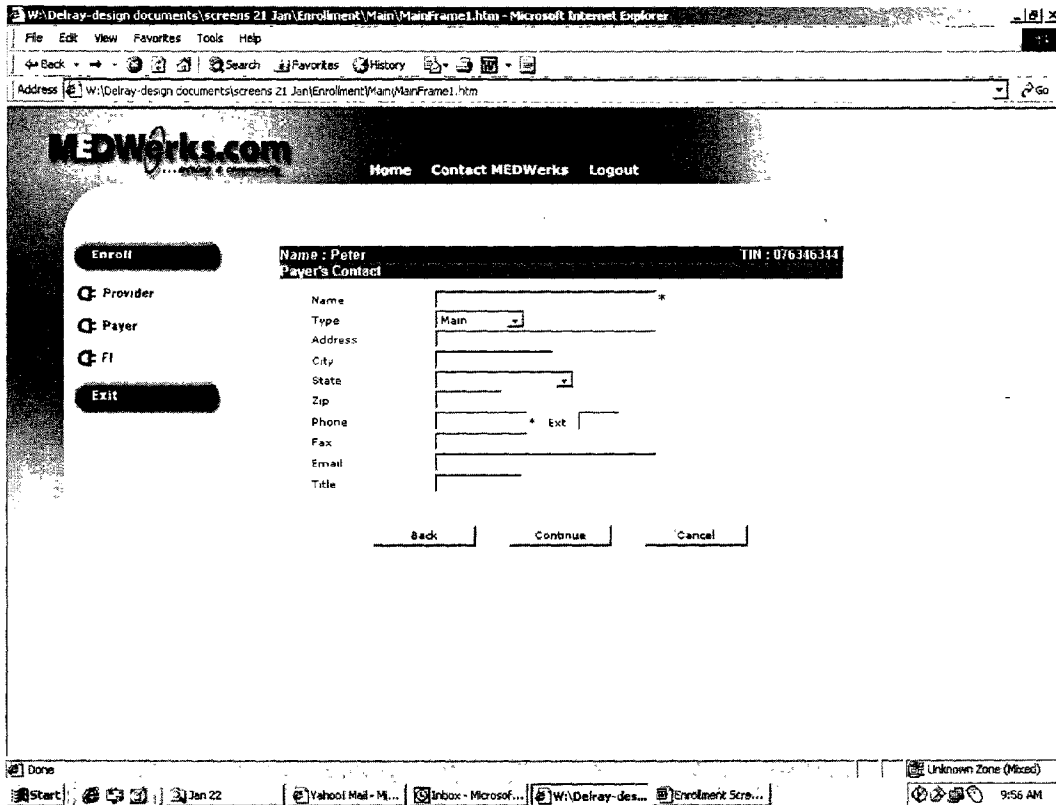 W:\Delray-design documents\screens 21 Jan\Enrollment\Main\MainFrame1.htm - Microsoft Internet Explorer
File Edit View Favorites Tools Help
Back Search Favorites History
Address W:\Delray-design documents\screens 21 Jan\Enrollment\Main\MainFrame1.htm Go
MEDWerks.com
Home Contact MEDWerks Logout
Enroll
Provider
Payer
FI
Exit
Name : Peter TIN : 076346344
Payer's Contact
Name *
Type Main
Address
City
State
Zip
Phone * Ext
Fax
Email
Title
Back Continue Cancel
Done Unknown Zone (Mixed)
Start Jan 22 Yahoo! Mail - Mi... Inbox - Microsof... W:\Delray-des... Enrollment Scre... 9:56 AM